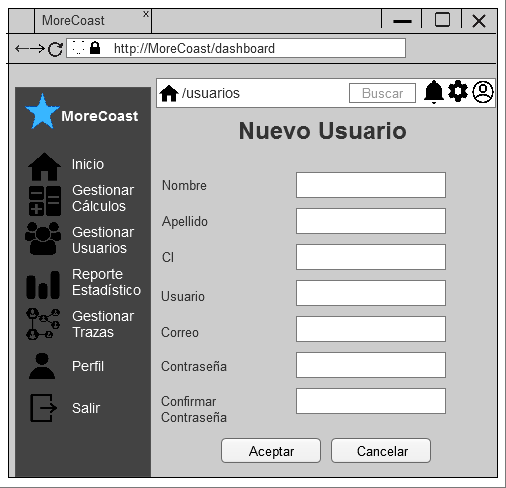 MoreCoast x
http://MoreCoast/dashboard
MoreCoast
/usuarios
Buscar
Nuevo Usuario
Inicio
Gestionar
Cálculos
Gestionar
Usuarios
Reporte
Estadístico
Gestionar
Trazas
Perfil
Salir
Nombre
Apellido
CI
Usuario
Correo
Contraseña
Confirmar
Contraseña
Aceptar
Cancelar